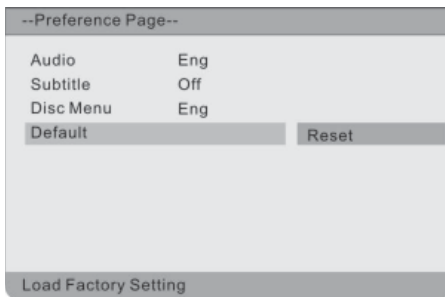 --Preference Page--
Audio Eng
Subtitle Off
Disc Menu Eng
Default Reset
Load Factory Setting